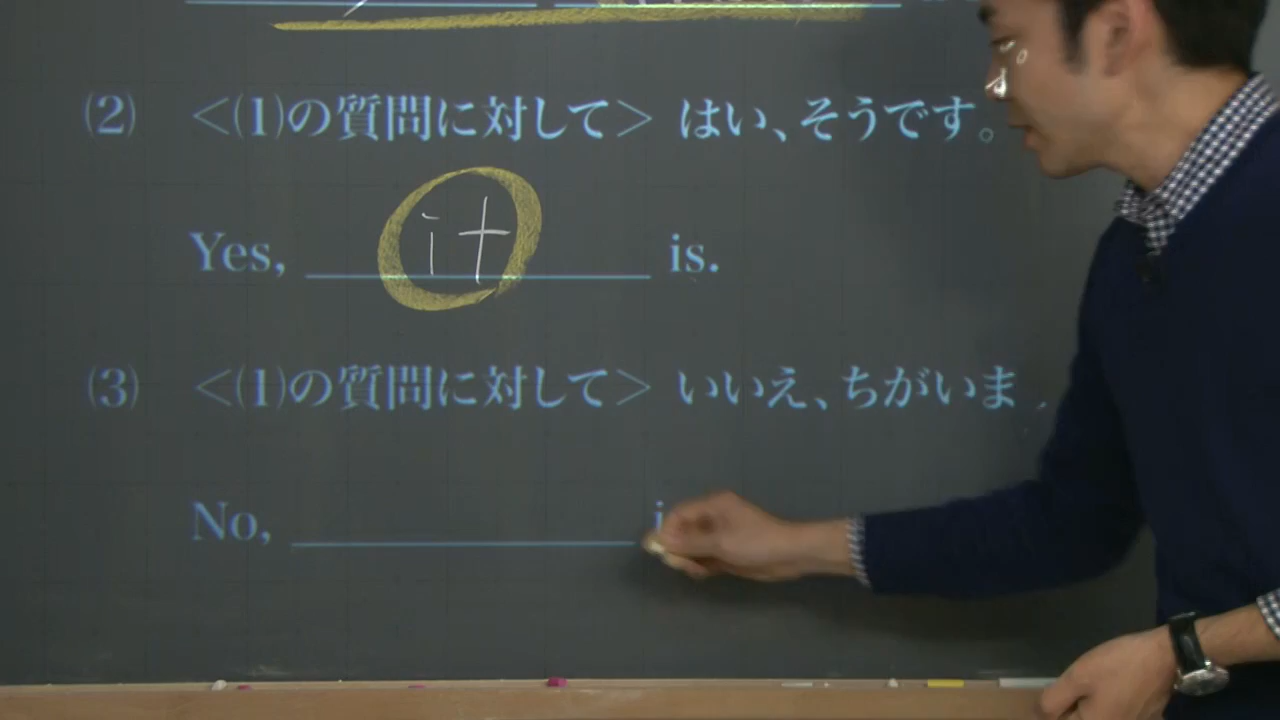 (2) <(1)の質問に対して> はい、そうです。
Yes, it is.
(3) <(1)の質問に対して> いいえ、ちがいま
No,